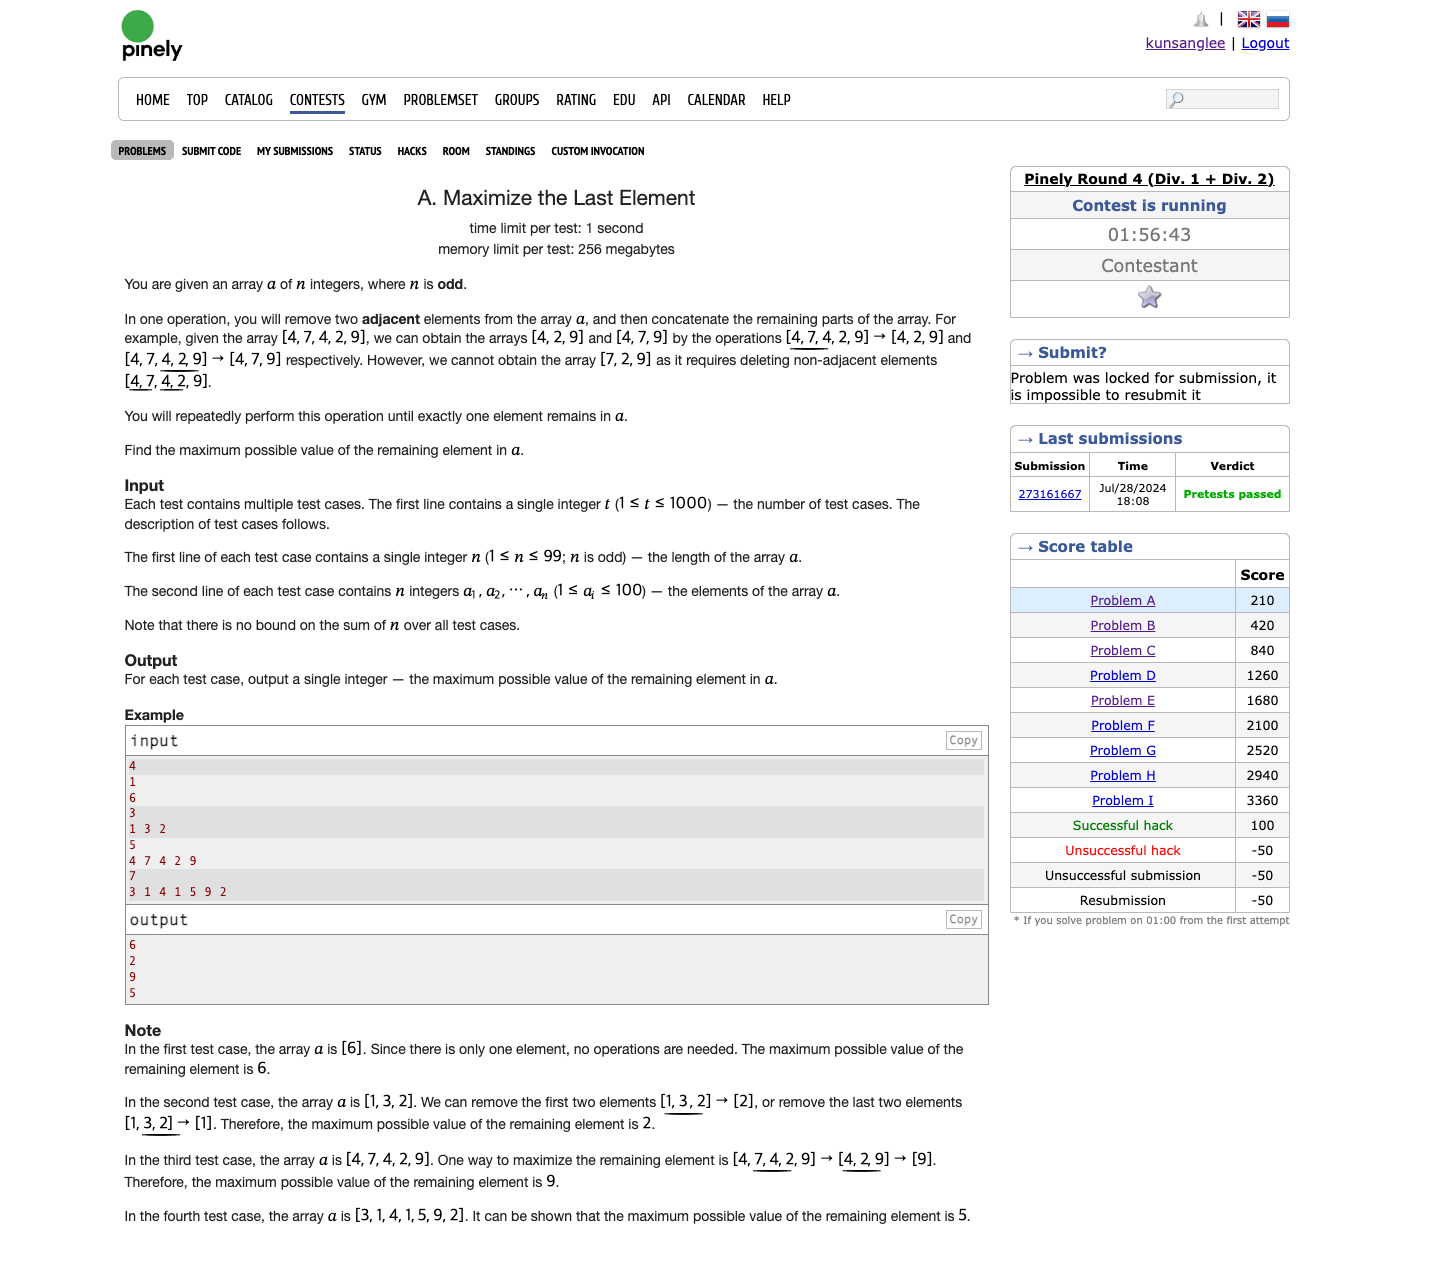 pinely
|
kunsanglee | Logout
HOME TOP CATALOG CONTESTS GYM PROBLEMSET GROUPS RATING EDU API CALENDAR HELP
PROBLEMS SUBMIT CODE MY SUBMISSIONS STATUS HACKS ROOM STANDINGS CUSTOM INVOCATION
A. Maximize the Last Element
time limit per test: 1 second
memory limit per test: 256 megabytes
You are given an array a of n integers, where n is odd.
In one operation, you will remove two adjacent elements from the array a, and then concatenate the remaining parts of the array. For
example, given the array [4, 7, 4, 2, 9], we can obtain the arrays [4, 2, 9] and [4, 7, 9] by the operations [4, 7, 4, 2, 9] → [4, 2, 9] and
[4, 7, 4, 2, 9] → [4, 7, 9] respectively. However, we cannot obtain the array [7, 2, 9] as it requires deleting non-adjacent elements
[4, 7, 4, 2, 9].
You will repeatedly perform this operation until exactly one element remains in a.
Find the maximum possible value of the remaining element in a.
Input
Each test contains multiple test cases. The first line contains a single integer t (1 ≤ t ≤ 1000) — the number of test cases. The
description of test cases follows.
The first line of each test case contains a single integer n (1 ≤ n ≤ 99; n is odd) — the length of the array a.
The second line of each test case contains n integers a₁, a₂, ⋯, aₙ (1 ≤ aᵢ ≤ 100) — the elements of the array a.
Note that there is no bound on the sum of n over all test cases.
Output
For each test case, output a single integer — the maximum possible value of the remaining element in a.
Example
input Copy
4
1
6
3
1 3 2
5
4 7 4 2 9
7
3 1 4 1 5 9 2
output Copy
6
2
9
5
Note
In the first test case, the array a is [6]. Since there is only one element, no operations are needed. The maximum possible value of the
remaining element is 6.
In the second test case, the array a is [1, 3, 2]. We can remove the first two elements [1, 3, 2] → [2], or remove the last two elements
[1, 3, 2] → [1]. Therefore, the maximum possible value of the remaining element is 2.
In the third test case, the array a is [4, 7, 4, 2, 9]. One way to maximize the remaining element is [4, 7, 4, 2, 9] → [4, 2, 9] → [9].
Therefore, the maximum possible value of the remaining element is 9.
In the fourth test case, the array a is [3, 1, 4, 1, 5, 9, 2]. It can be shown that the maximum possible value of the remaining element is 5.
Pinely Round 4 (Div. 1 + Div. 2)
Contest is running
01:56:43
Contestant
→ Submit?
Problem was locked for submission, it
is impossible to resubmit it
→ Last submissions
Submission Time Verdict
273161667 Jul/28/2024 Pretests passed
18:08
→ Score table
Score
Problem A 210
Problem B 420
Problem C 840
Problem D 1260
Problem E 1680
Problem F 2100
Problem G 2520
Problem H 2940
Problem I 3360
Successful hack 100
Unsuccessful hack -50
Unsuccessful submission -50
Resubmission -50
* If you solve problem on 01:00 from the first attempt